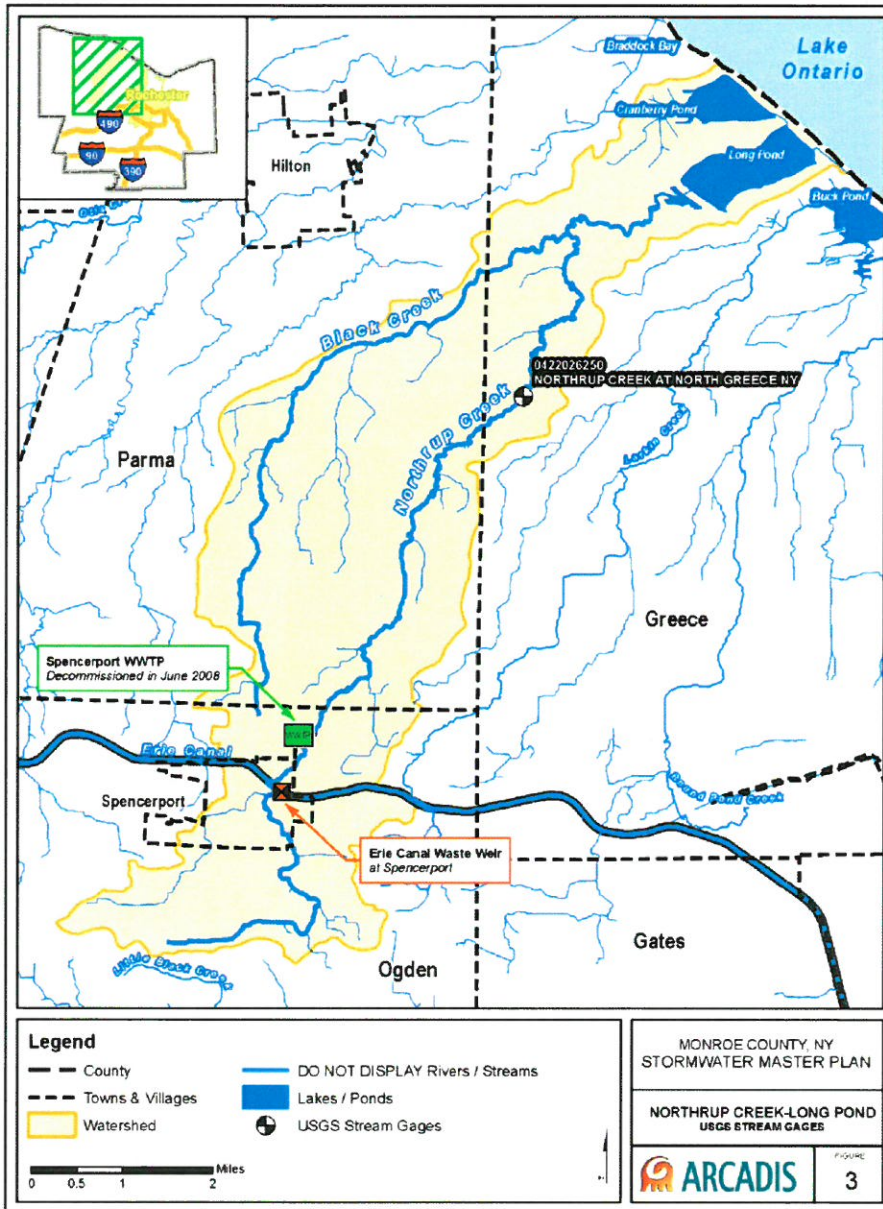 Rochester
490
90
390
Braddock Bay
Lake
Ontario
Cranberry Pond
Hilton
Long Pond
Buck Pond
Black Creek
0422026250
NORTHRUP CREEK AT NORTH GREECE NY
Northrup Creek
Larkin Creek
Parma
Greece
Spencerport WWTP
Decommissioned in June 2008
WWTP
Erie Canal
Round Pond Creek
Spencerport
Erie Canal Waste Weir
at Spencerport
Gates
Ogden
Little Black Creek
Legend
County
Towns & Villages
Watershed
DO NOT DISPLAY Rivers / Streams
Lakes / Ponds
USGS Stream Gages
Miles
0 0.5 1 2
MONROE COUNTY, NY
STORMWATER MASTER PLAN
NORTHRUP CREEK-LONG POND
USGS STREAM GAGES
ARCADIS
FIGURE
3